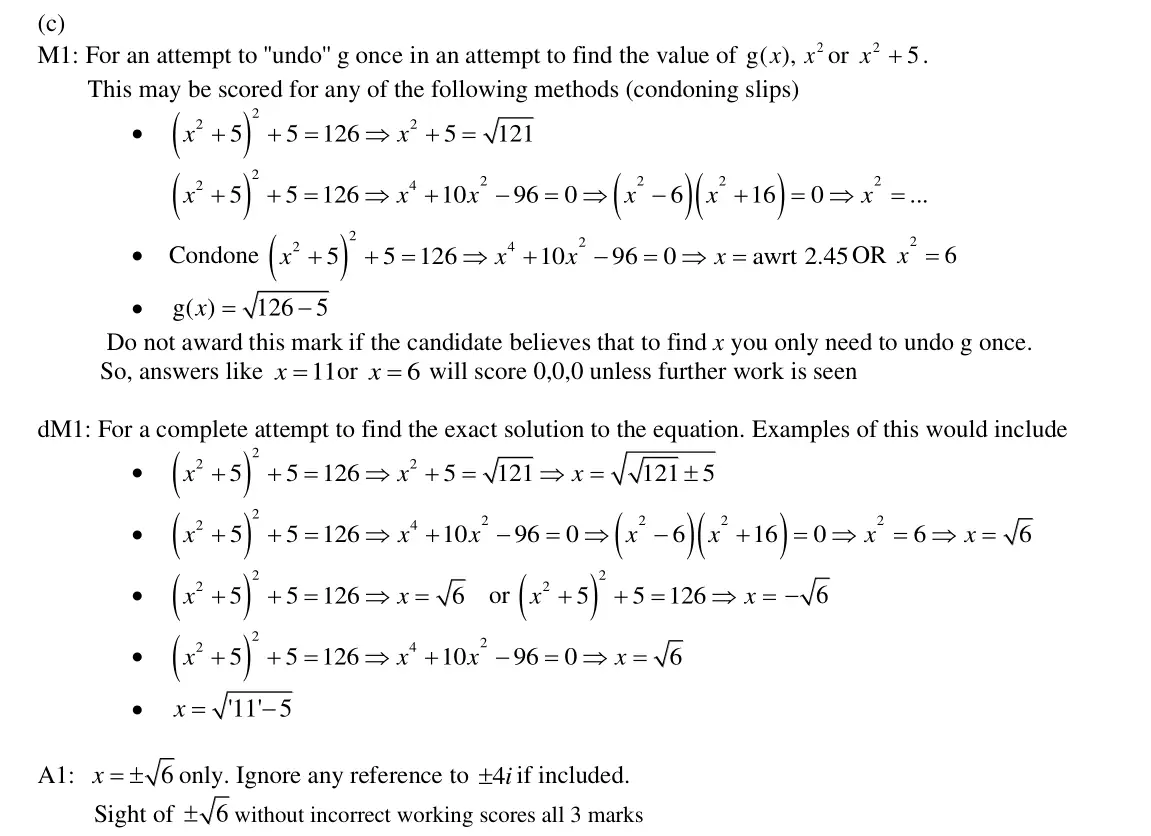 (c)
M1: For an attempt to "undo" g once in an attempt to find the value of g(x), x² or x² + 5.
This may be scored for any of the following methods (condoning slips)
• (x² + 5)² + 5 = 126 ⇒ x² + 5 = √121
(x² + 5)² + 5 = 126 ⇒ x⁴ + 10x² − 96 = 0 ⇒ (x² − 6)(x² + 16) = 0 ⇒ x² = ...
• Condone (x² + 5)² + 5 = 126 ⇒ x⁴ + 10x² − 96 = 0 ⇒ x = awrt 2.45 OR x² = 6
• g(x) = √(126 − 5)
Do not award this mark if the candidate believes that to find x you only need to undo g once.
So, answers like x = 11 or x = 6 will score 0,0,0 unless further work is seen
dM1: For a complete attempt to find the exact solution to the equation. Examples of this would include
• (x² + 5)² + 5 = 126 ⇒ x² + 5 = √121 ⇒ x = √(√121 ± 5)
• (x² + 5)² + 5 = 126 ⇒ x⁴ + 10x² − 96 = 0 ⇒ (x² − 6)(x² + 16) = 0 ⇒ x² = 6 ⇒ x = √6
• (x² + 5)² + 5 = 126 ⇒ x = √6 or (x² + 5)² + 5 = 126 ⇒ x = −√6
• (x² + 5)² + 5 = 126 ⇒ x⁴ + 10x² − 96 = 0 ⇒ x = √6
• x = √('11'− 5)
A1: x = ±√6 only. Ignore any reference to ±4i if included.
Sight of ±√6 without incorrect working scores all 3 marks